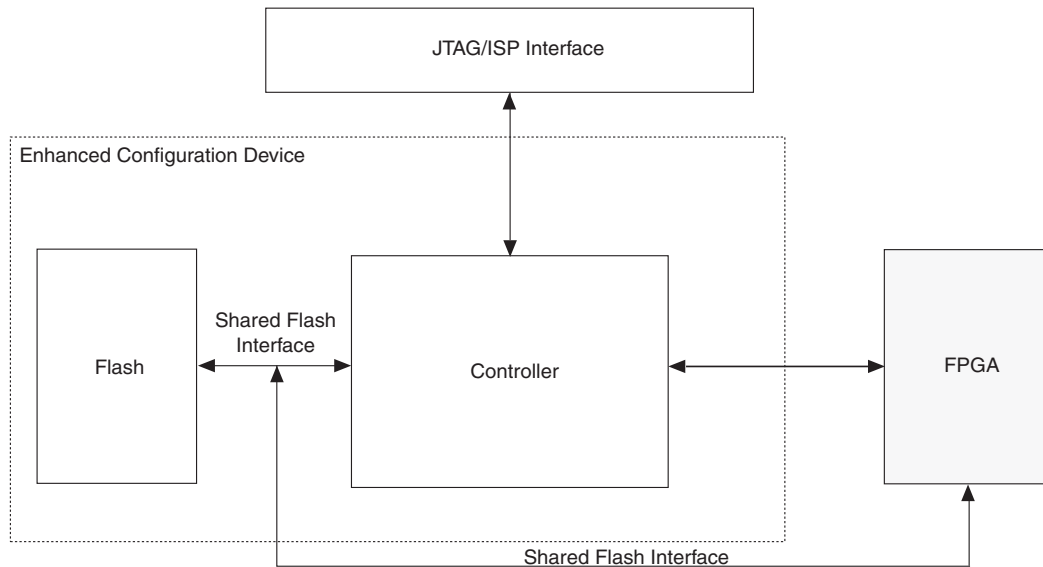 JTAG/ISP Interface
Enhanced Configuration Device
Shared Flash
Interface
Flash
Controller
FPGA
Shared Flash Interface